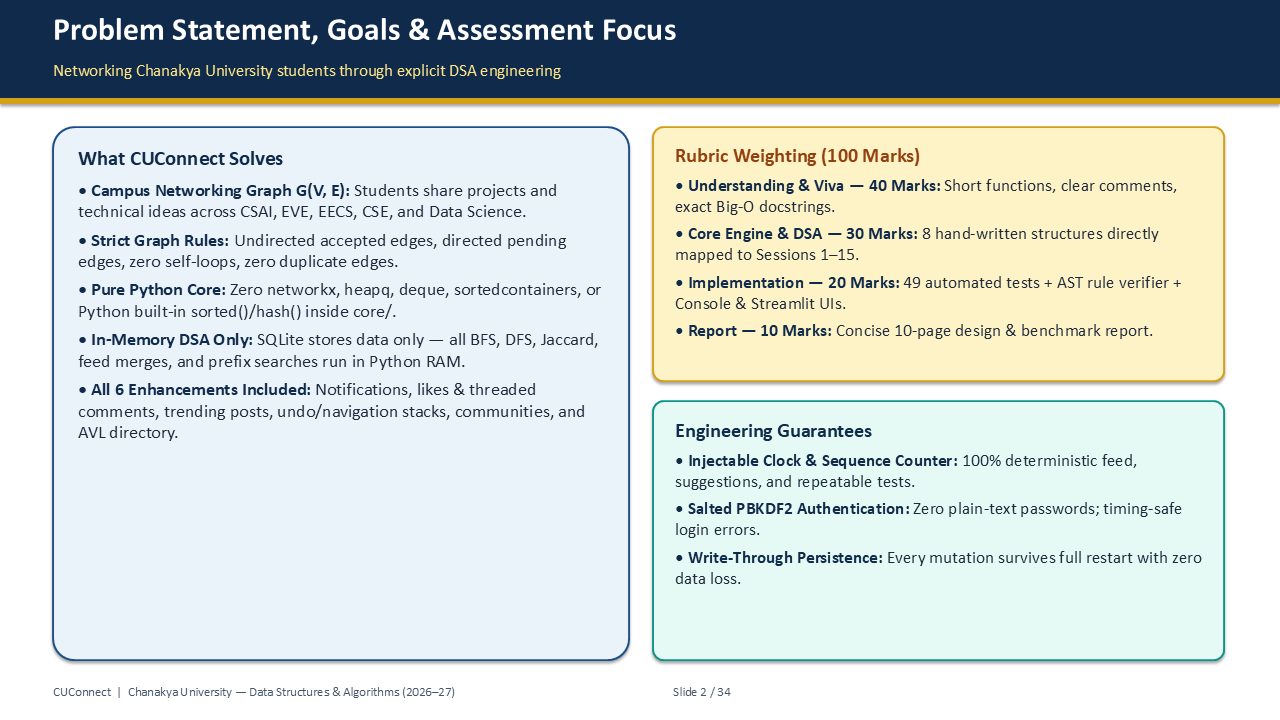 Problem Statement, Goals & Assessment Focus
Networking Chanakya University students through explicit DSA engineering
What CUConnect Solves
• Campus Networking Graph G(V, E): Students share projects and
technical ideas across CSAI, EVE, EECS, CSE, and Data Science.
• Strict Graph Rules: Undirected accepted edges, directed pending
edges, zero self-loops, zero duplicate edges.
• Pure Python Core: Zero networkx, heapq, deque, sortedcontainers, or
Python built-in sorted()/hash() inside core/.
• In-Memory DSA Only: SQLite stores data only — all BFS, DFS, Jaccard,
feed merges, and prefix searches run in Python RAM.
• All 6 Enhancements Included: Notifications, likes & threaded
comments, trending posts, undo/navigation stacks, communities, and
AVL directory.
Rubric Weighting (100 Marks)
• Understanding & Viva — 40 Marks: Short functions, clear comments,
exact Big-O docstrings.
• Core Engine & DSA — 30 Marks: 8 hand-written structures directly
mapped to Sessions 1–15.
• Implementation — 20 Marks: 49 automated tests + AST rule verifier +
Console & Streamlit UIs.
• Report — 10 Marks: Concise 10-page design & benchmark report.
Engineering Guarantees
• Injectable Clock & Sequence Counter: 100% deterministic feed,
suggestions, and repeatable tests.
• Salted PBKDF2 Authentication: Zero plain-text passwords; timing-safe
login errors.
• Write-Through Persistence: Every mutation survives full restart with zero
data loss.
CUConnect | Chanakya University — Data Structures & Algorithms (2026–27)
Slide 2 / 34